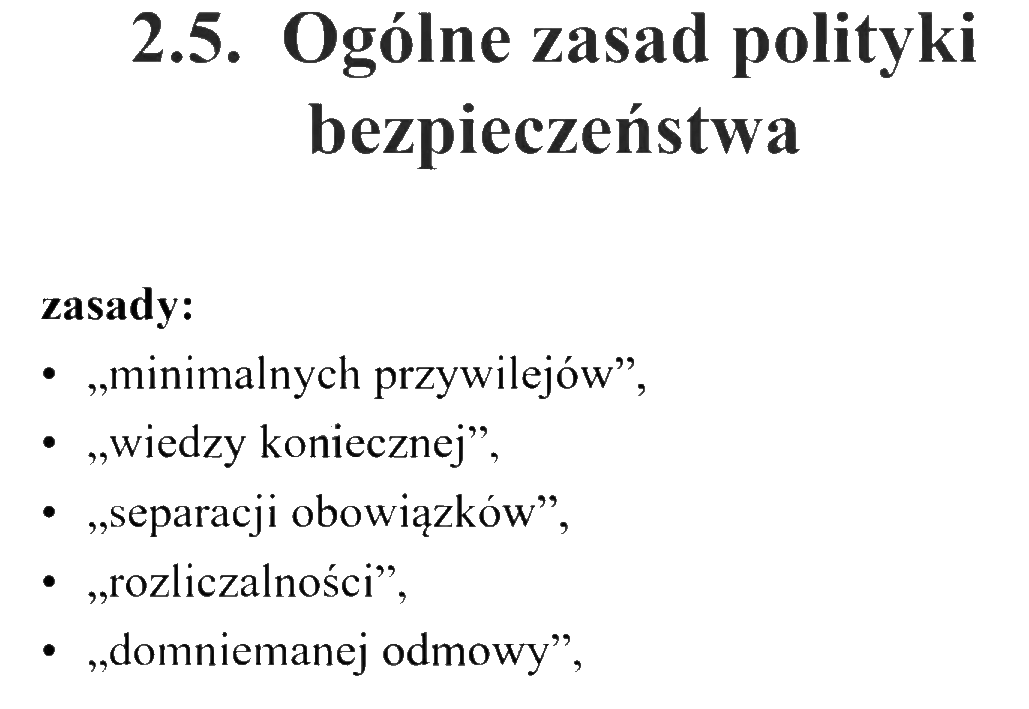 2.5. Ogólne zasad polityki
bezpieczeństwa
zasady:
• „minimalnych przywilejów”,
• „wiedzy koniecznej”,
• „separacji obowiązków”,
• „rozliczalności”,
• „domniemanej odmowy”,